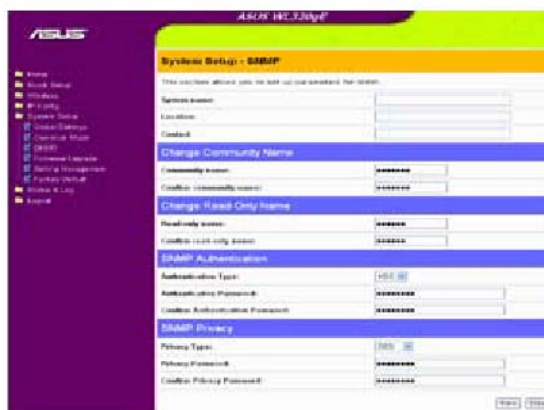 ASUS WL330gE
ASUS
System Setup - SNMP
This section allows you to set up parameters for SNMP.
Home
Quick Setup
Wireless
IP Config
System Setup
Operation Mode
SNMP
Firmware Upgrade
Setting Management
Factory Default
Status & Log
Logout
System name:
Location:
Contact:
Change Community Name
Community name:
Confirm community name:
Change Read-Only Name
Read-only name:
Confirm read-only name:
SNMP Authentication
Authentication Type:
MD5
Authentication Password:
Confirm Authentication Password:
SNMP Privacy
Privacy Type:
DES
Privacy Password:
Confirm Privacy Password: